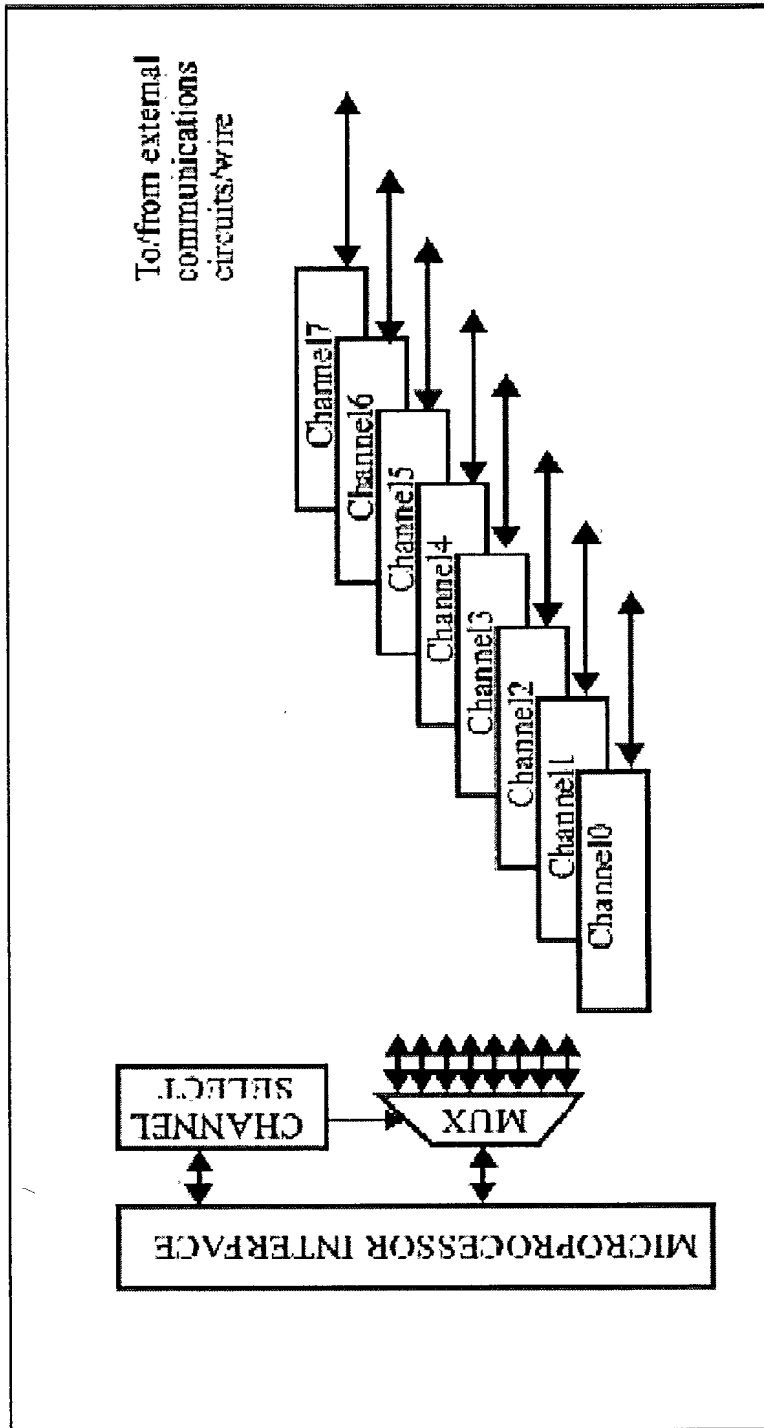 To/from external
communications
circuits/wire
Channel7
Channel6
Channel5
Channel4
Channel3
Channel2
Channel1
Channel0
CHANNEL
SELECT
MUX
MICROPROCESSOR INTERFACE